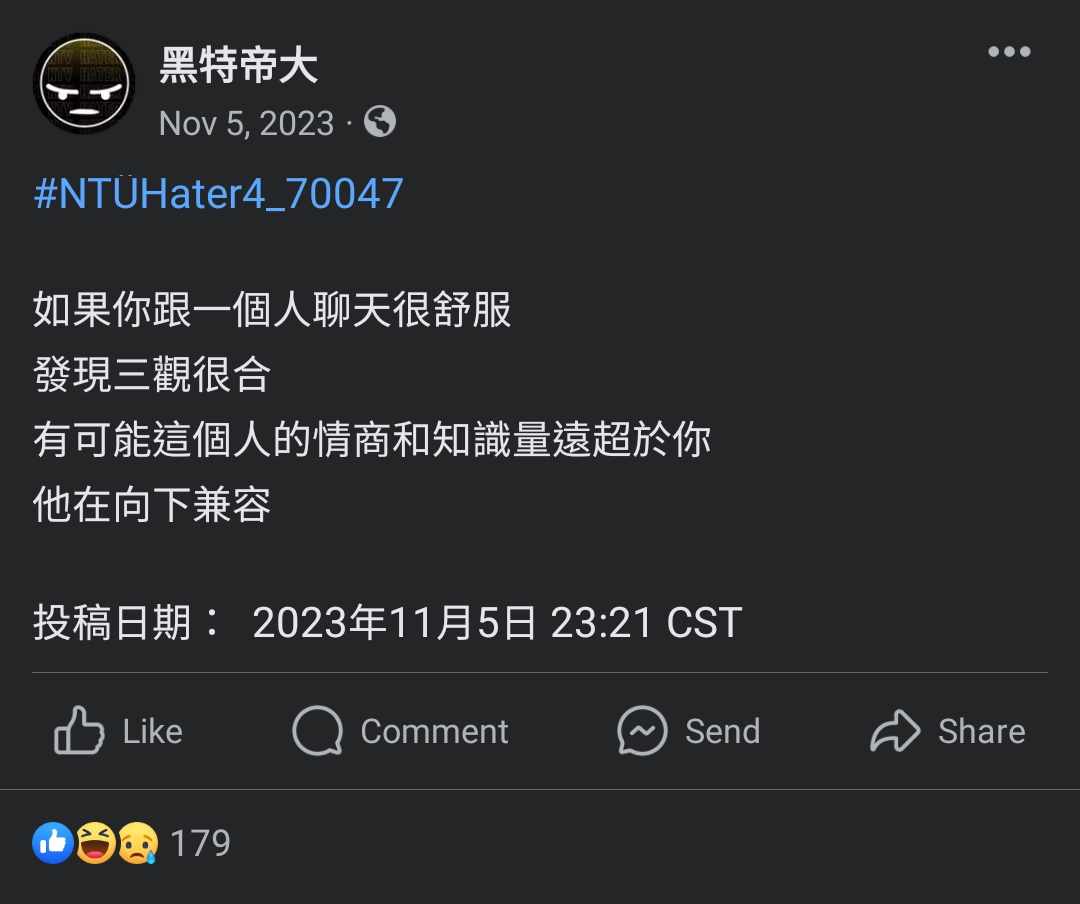 黑特帝大
Nov 5, 2023 ·
#NTÜHater4_70047
如果你跟一個人聊天很舒服
發現三觀很合
有可能這個人的情商和知識量遠超於你
他在向下兼容
投稿日期： 2023年11月5日 23:21 CST
Like Comment Send Share
179